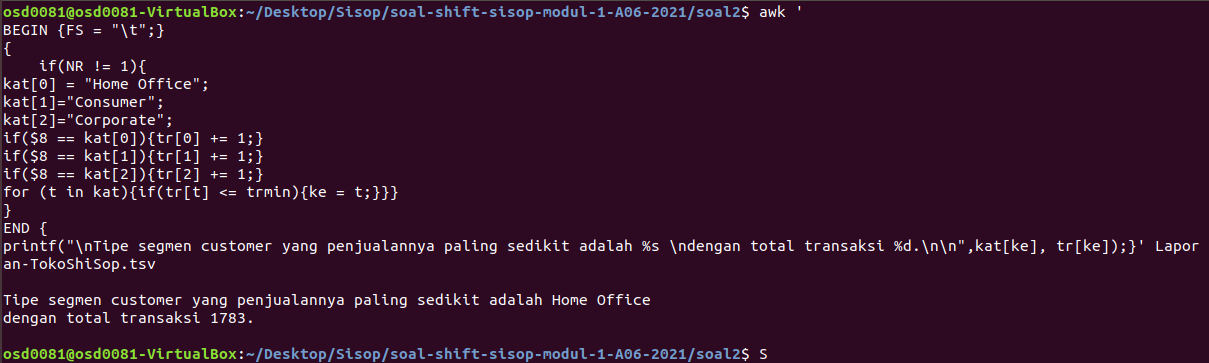 osd0081@osd0081-VirtualBox:~/Desktop/Sisop/soal-shift-sisop-modul-1-A06-2021/soal2$ awk '
BEGIN {FS = "\t";}
{
    if(NR != 1){
kat[0] = "Home Office";
kat[1]="Consumer";
kat[2]="Corporate";
if($8 == kat[0]){tr[0] += 1;}
if($8 == kat[1]){tr[1] += 1;}
if($8 == kat[2]){tr[2] += 1;}
for (t in kat){if(tr[t] <= trmin){ke = t;}}}
}
END {
printf("\nTipe segmen customer yang penjualannya paling sedikit adalah %s \ndengan total transaksi %d.\n\n",kat[ke], tr[ke]);}' Lapor
an-TokoShiSop.tsv

Tipe segmen customer yang penjualannya paling sedikit adalah Home Office
dengan total transaksi 1783.

osd0081@osd0081-VirtualBox:~/Desktop/Sisop/soal-shift-sisop-modul-1-A06-2021/soal2$ S